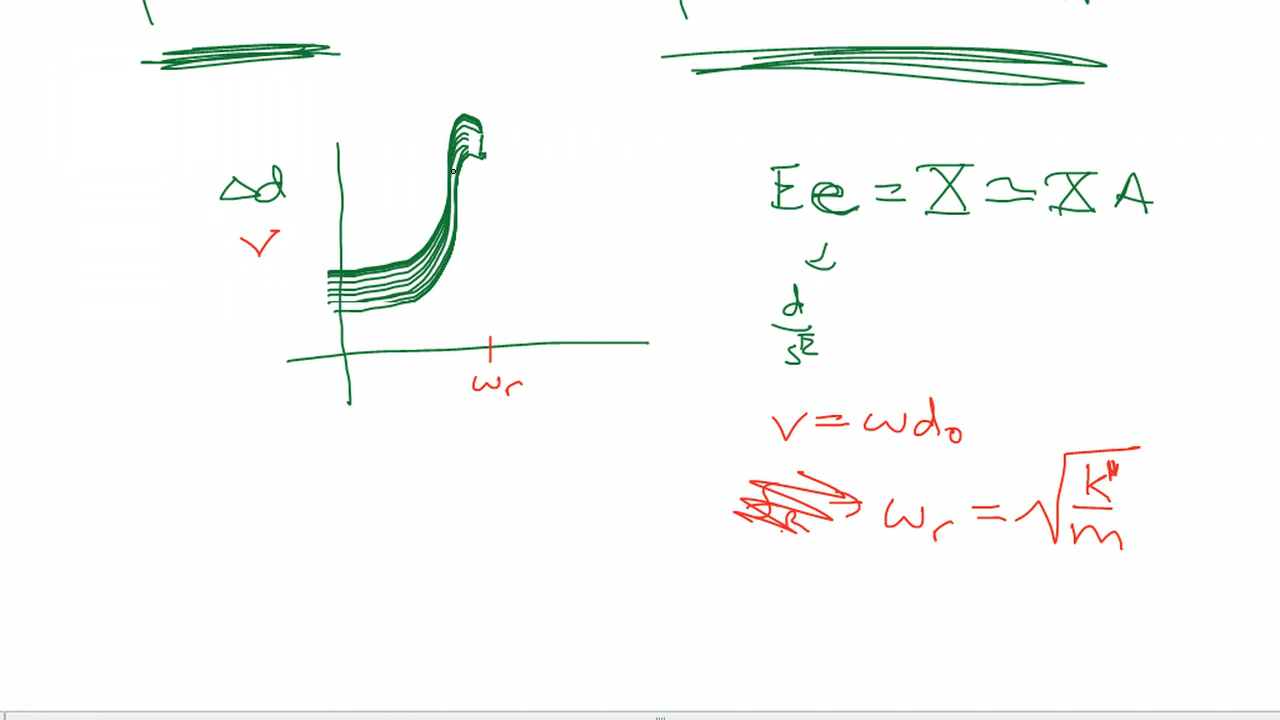 Δd
v
ωr
Ee = X ≃ X A
d
v = ωd₀
ωr = √(k/m)